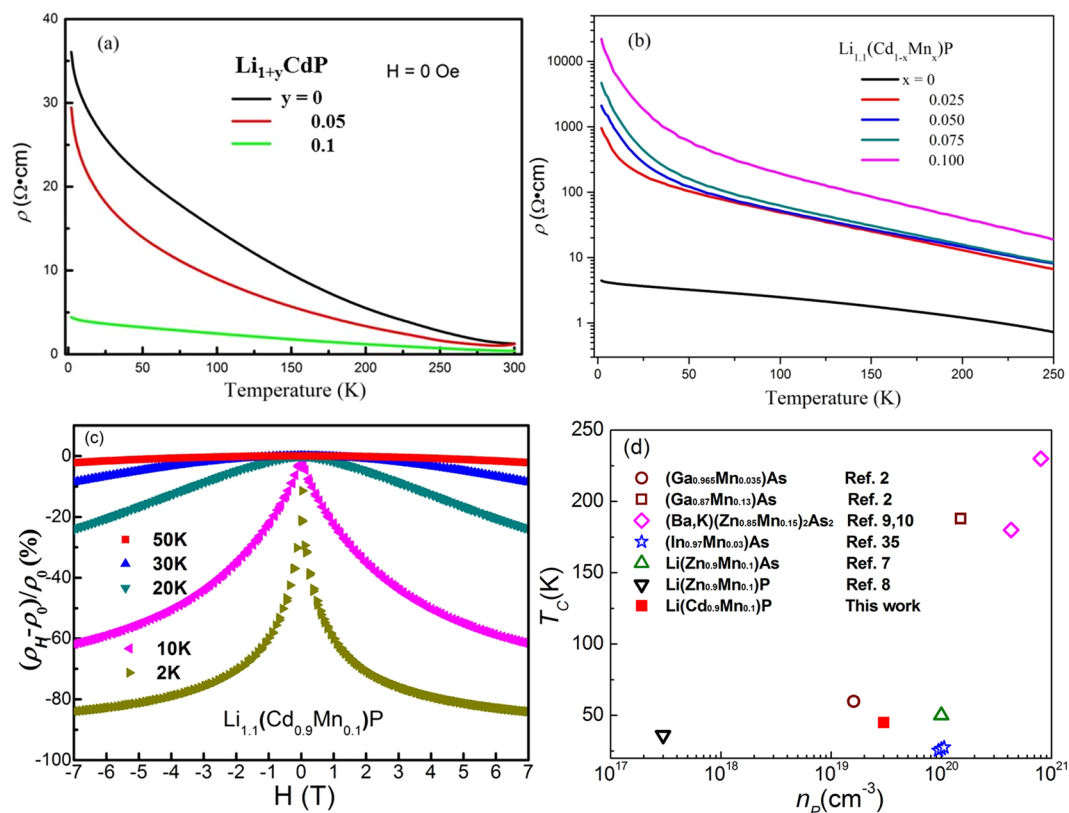 (a)
Li1+yCdP
H = 0 Oe
y = 0
0.05
0.1
40
30
20
10
0
ρ (Ω•cm)
0 50 100 150 200 250 300
Temperature (K)
(b)
Li1.1(Cd1-xMnx)P
x = 0
0.025
0.050
0.075
0.100
10000
1000
100
10
1
ρ (Ω•cm)
0 50 100 150 200 250
Temperature (K)
(c)
0
-20
-40
-60
-80
-100
(ρH-ρ0)/ρ0(%)
50K
30K
20K
10K
2K
Li1.1(Cd0.9Mn0.1)P
-7 -6 -5 -4 -3 -2 -1 0 1 2 3 4 5 6 7
H (T)
(d)
250
200
150
100
50
TC(K)
(Ga0.965Mn0.035)As Ref. 2
(Ga0.87Mn0.13)As Ref. 2
(Ba,K)(Zn0.85Mn0.15)2As2 Ref. 9,10
(In0.97Mn0.03)As Ref. 35
Li(Zn0.9Mn0.1)As Ref. 7
Li(Zn0.9Mn0.1)P Ref. 8
Li(Cd0.9Mn0.1)P This work
10^17 10^18 10^19 10^20 10^21
nP(cm^-3)